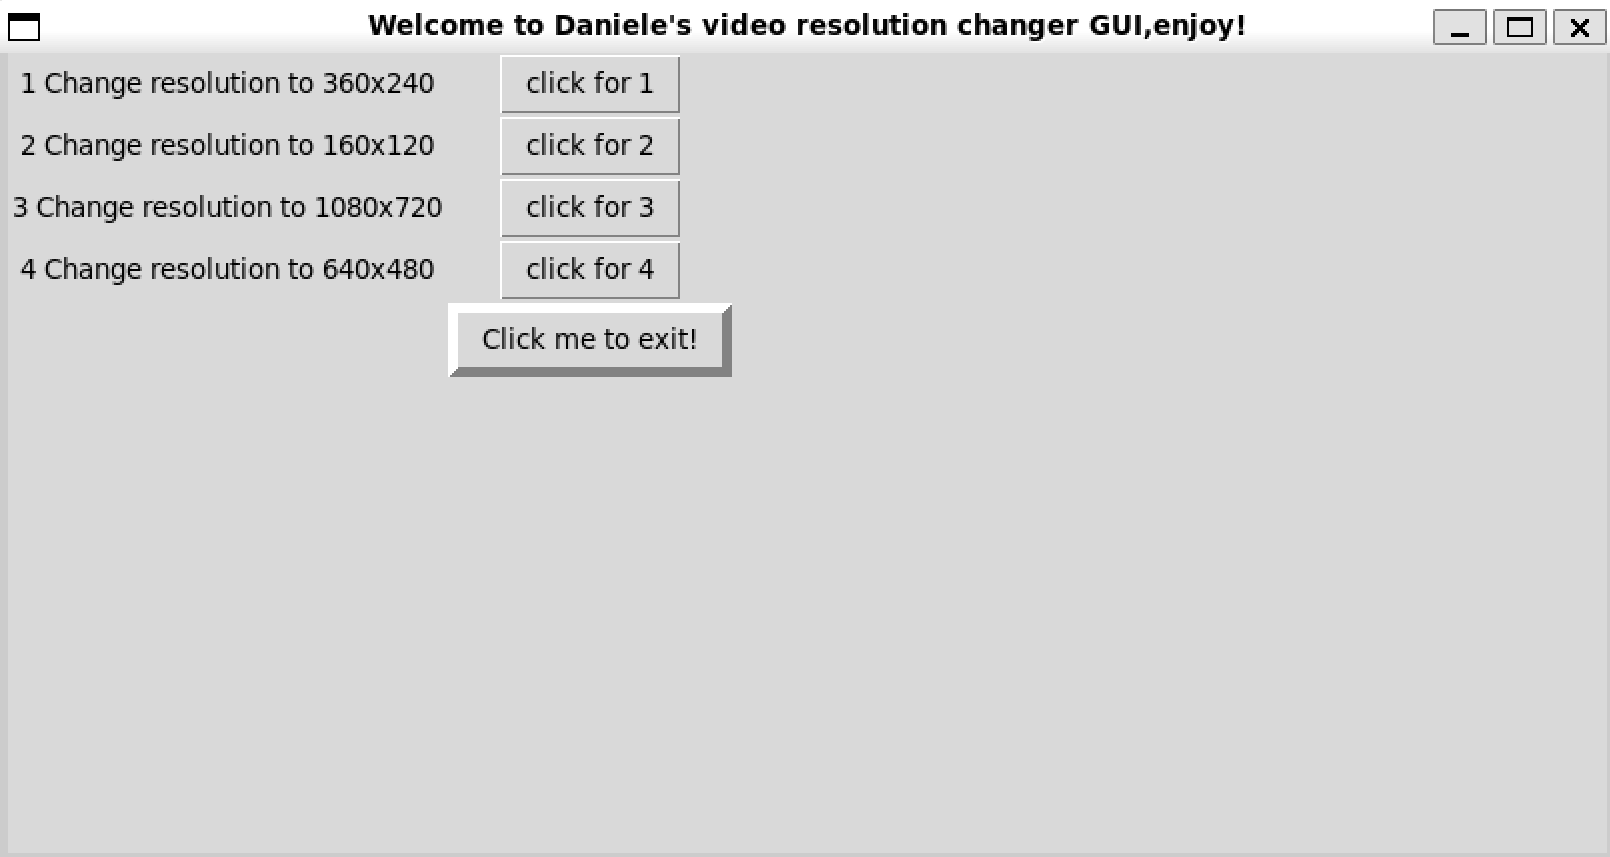 Welcome to Daniele's video resolution changer GUI,enjoy!
1 Change resolution to 360x240 click for 1
2 Change resolution to 160x120 click for 2
3 Change resolution to 1080x720 click for 3
4 Change resolution to 640x480 click for 4
Click me to exit!